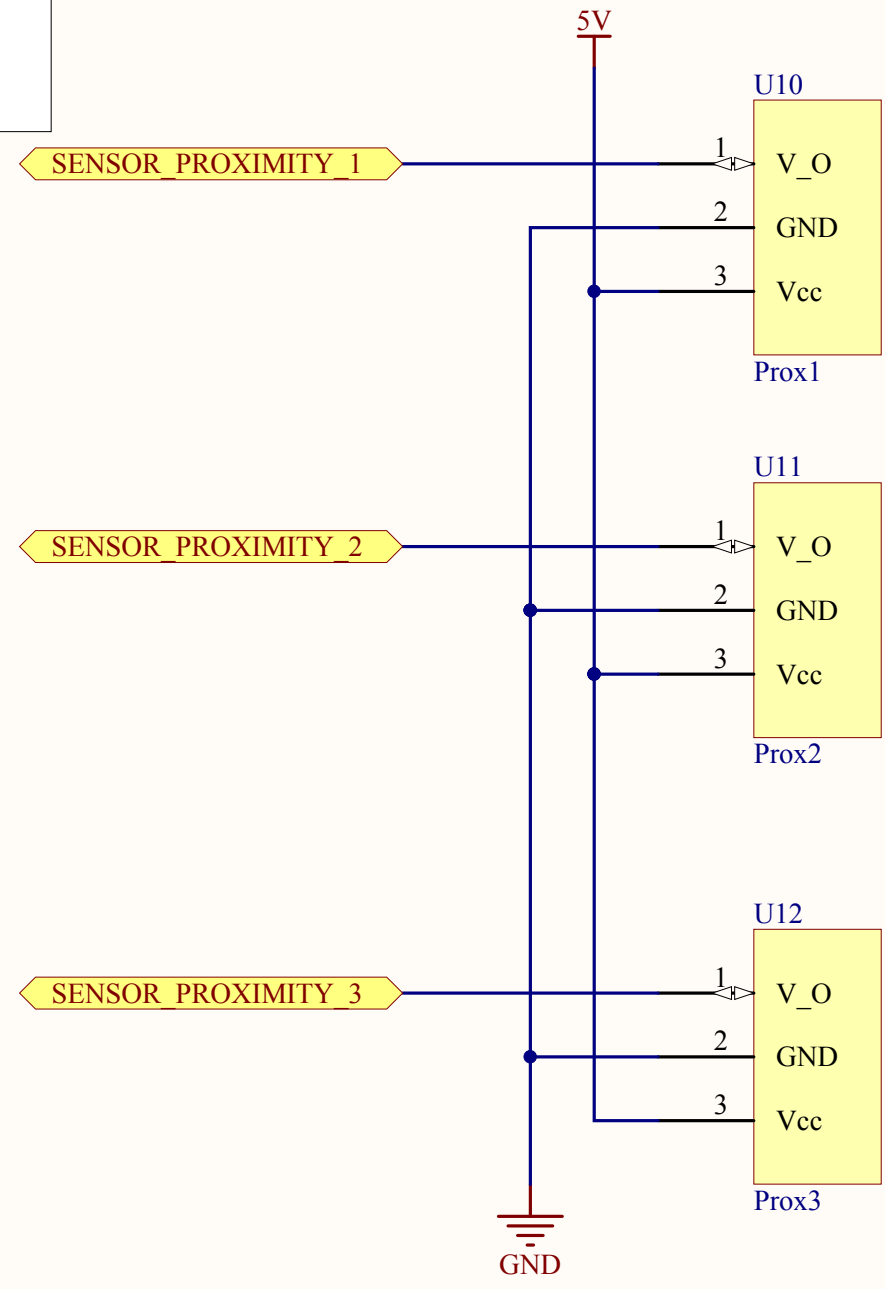 5V
U10
SENSOR_PROXIMITY_1
1
V_O
2
GND
3
Vcc
Prox1
U11
SENSOR_PROXIMITY_2
1
V_O
2
GND
3
Vcc
Prox2
U12
SENSOR_PROXIMITY_3
1
V_O
2
GND
3
Vcc
Prox3
GND